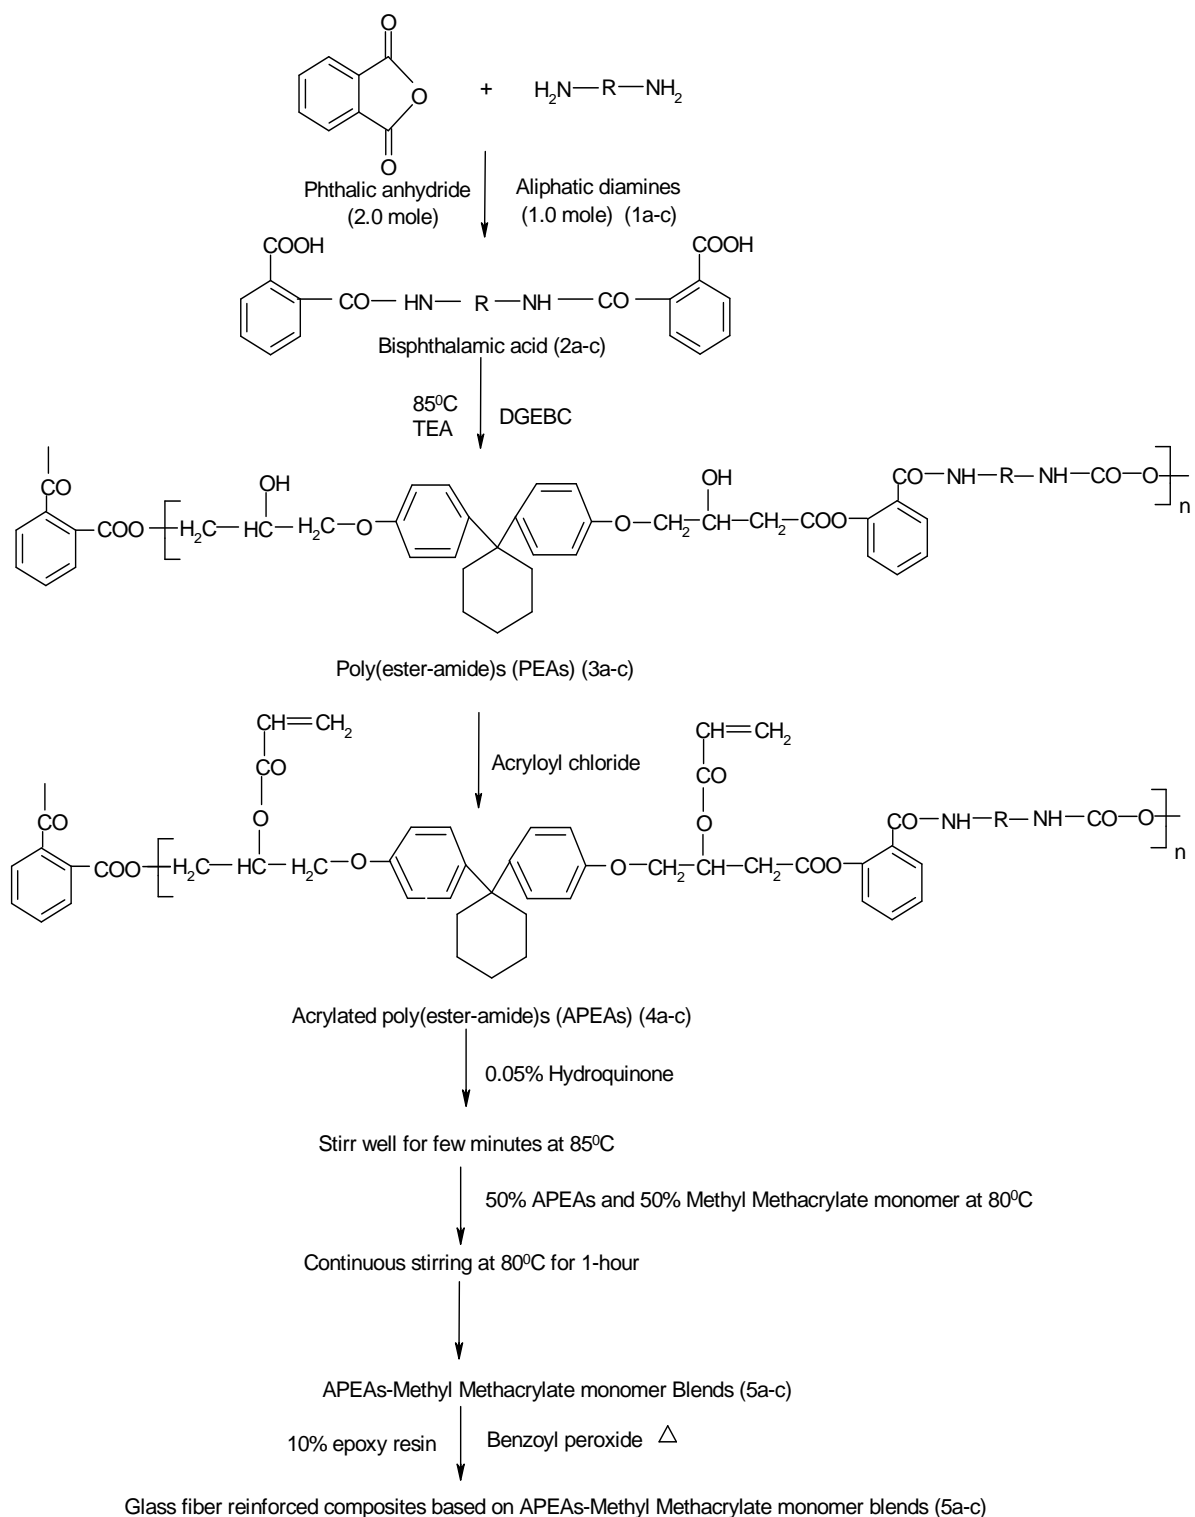 O
O
O
+
H2N—R—NH2
Phthalic anhydride
(2.0 mole)
Aliphatic diamines
(1.0 mole) (1a-c)
COOH COOH
CO—HN—R—NH—CO
Bisphthalamic acid (2a-c)
85⁰C
TEA
DGEBC
CO OH OH CO—NH—R—NH—CO—O
COO—H2C—HC—H2C—O O—CH2—CH—CH2—COO n
Poly(ester-amide)s (PEAs) (3a-c)
CH=CH2 CH=CH2
CO CO
Acryloyl chloride
O O
CO CO—NH—R—NH—CO—O
COO—H2C—HC—H2C—O O—CH2—CH—CH2—COO n
Acrylated poly(ester-amide)s (APEAs) (4a-c)
0.05% Hydroquinone
Stirr well for few minutes at 85⁰C
50% APEAs and 50% Methyl Methacrylate monomer at 80⁰C
Continuous stirring at 80⁰C for 1-hour
APEAs-Methyl Methacrylate monomer Blends (5a-c)
10% epoxy resin Benzoyl peroxide △
Glass fiber reinforced composites based on APEAs-Methyl Methacrylate monomer blends (5a-c)